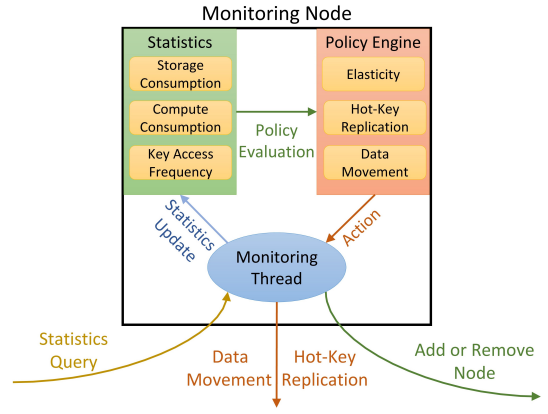 Monitoring Node
Statistics
Storage
Consumption
Compute
Consumption
Key Access
Frequency
Policy
Evaluation
Policy Engine
Elasticity
Hot-Key
Replication
Data
Movement
Statistics
Update
Action
Monitoring
Thread
Statistics
Query
Data
Movement
Hot-Key
Replication
Add or Remove
Node